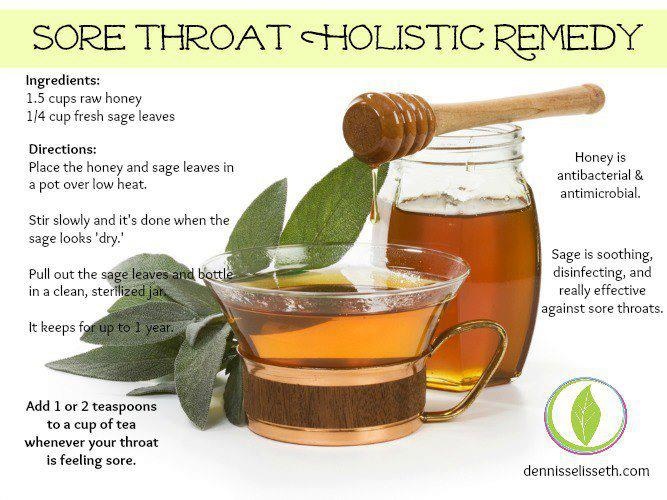 SORE THROAT HOLISTIC REMEDY
Ingredients:
1.5 cups raw honey
1/4 cup fresh sage leaves
Directions:
Place the honey and sage leaves in
a pot over low heat.
Stir slowly and it's done when the
sage looks 'dry.'
Pull out the sage leaves and bottle
in a clean, sterilized jar.
It keeps for up to 1 year.
Add 1 or 2 teaspoons
to a cup of tea
whenever your throat
is feeling sore.
Honey is
antibacterial &
antimicrobial.
Sage is soothing,
disinfecting, and
really effective
against sore throats.
dennisselisseth.com